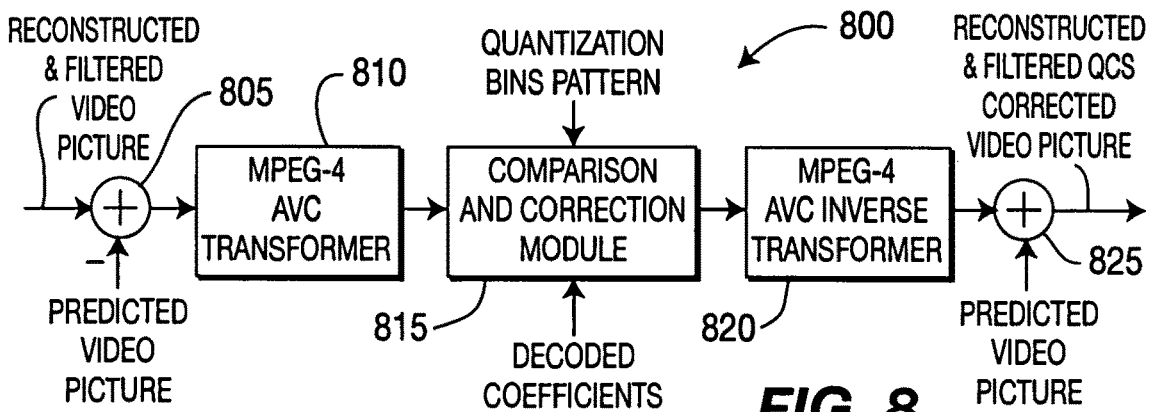 RECONSTRUCTED
& FILTERED
VIDEO
PICTURE
805
810
QUANTIZATION
BINS PATTERN
800
RECONSTRUCTED
& FILTERED QCS
CORRECTED
VIDEO PICTURE
+
MPEG-4
AVC
TRANSFORMER
COMPARISON
AND CORRECTION
MODULE
MPEG-4
AVC INVERSE
TRANSFORMER
+
825
–
PREDICTED
VIDEO
PICTURE
815
DECODED
COEFFICIENTS
820
PREDICTED
VIDEO
PICTURE
FIG. 8